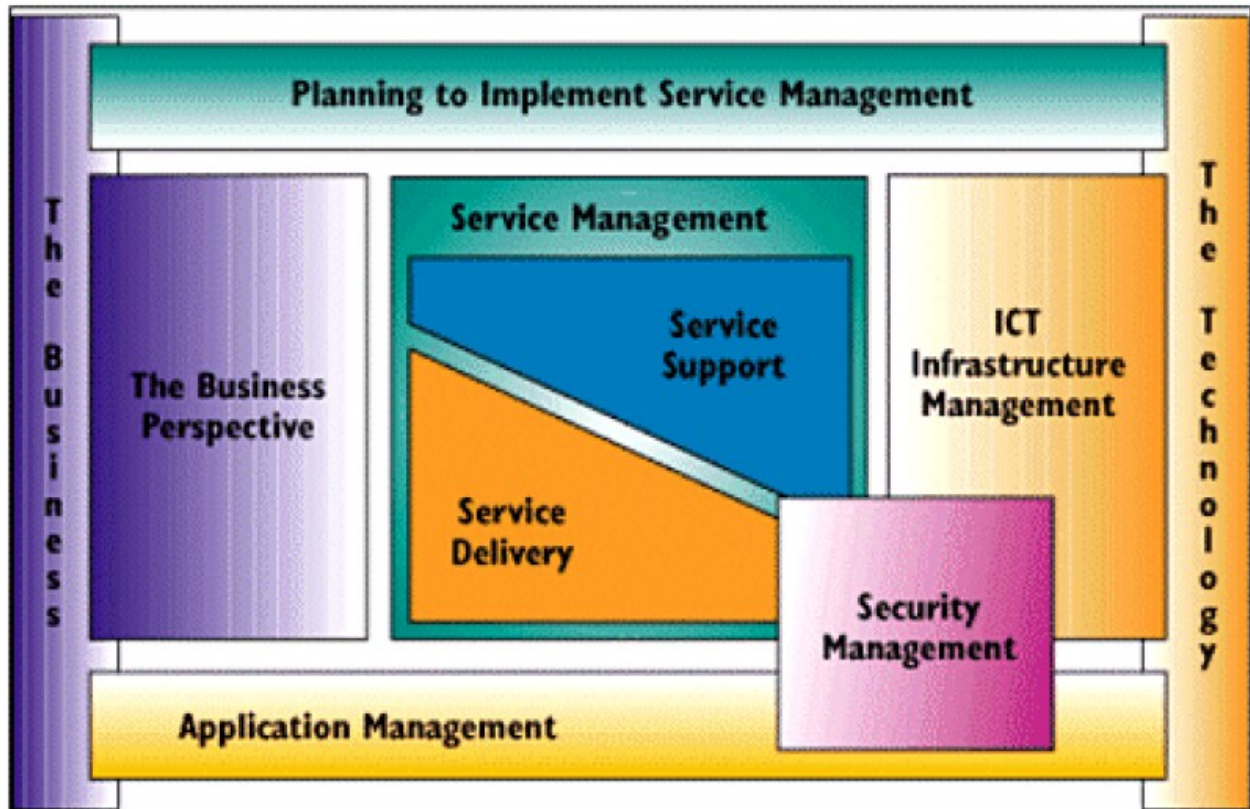 Planning to Implement Service Management
The Business
The Business
Perspective
Service Management
Service
Support
Service
Delivery
ICT
Infrastructure
Management
The Technology
Security
Management
Application Management